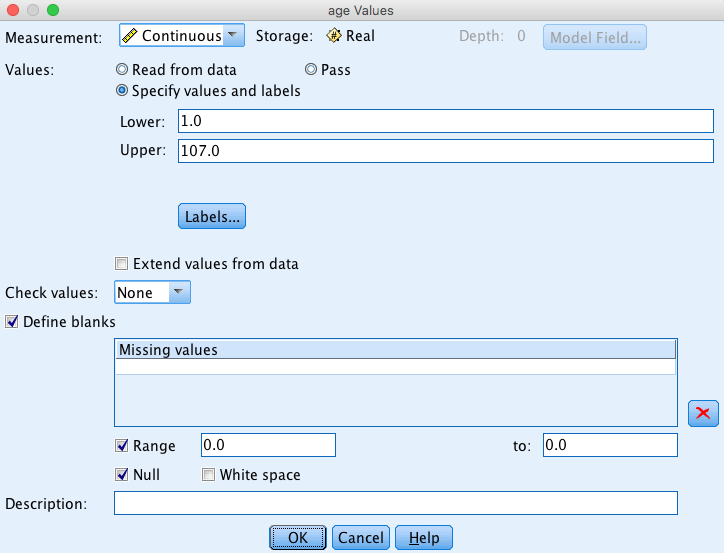 age Values
Measurement: Continuous Storage: # Real Depth: 0 Model Field...
Values: Read from data Pass
Specify values and labels
Lower: 1.0
Upper: 107.0
Labels...
Extend values from data
Check values: None
Define blanks
Missing values
Range 0.0 to: 0.0
Null White space
Description:
OK Cancel Help